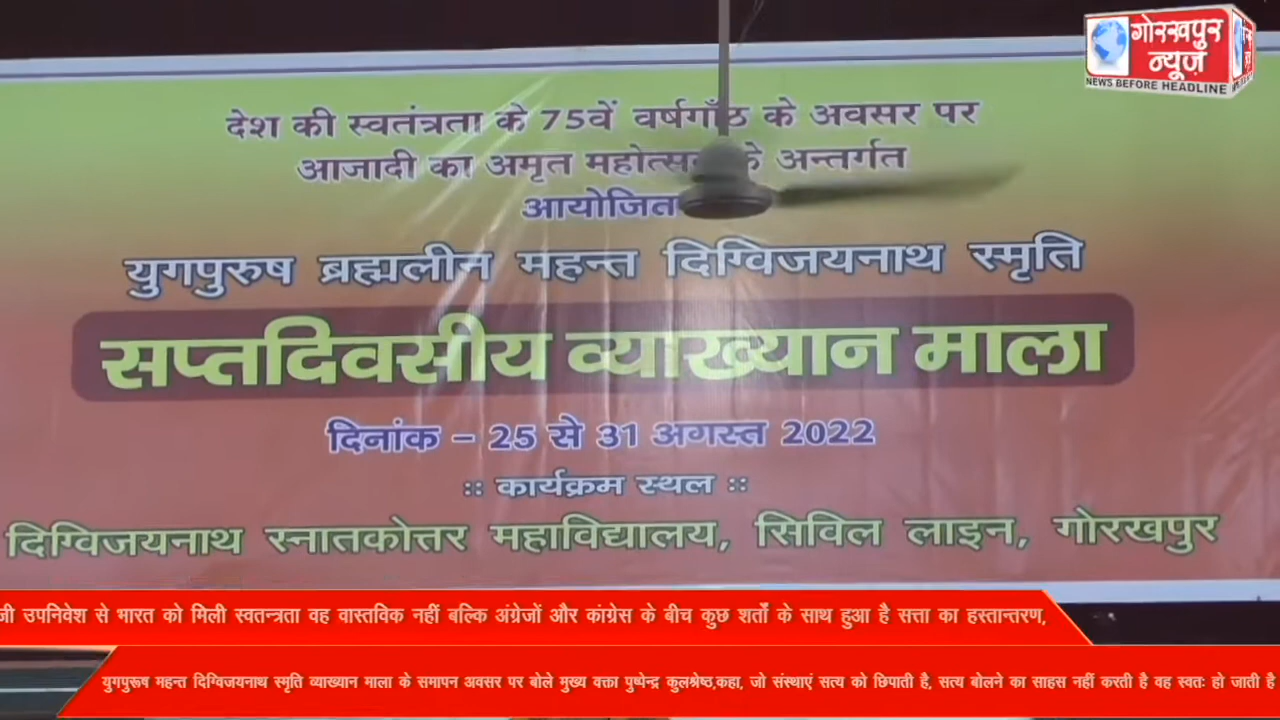 गोरखपुर
न्यूज़
NEWS BEFORE HEADLINE
देश की स्वतंत्रता के 75वें वर्षगाँठ के अवसर पर
आजादी का अमृत के अन्तर्गत
आयोजित
युगपुरुष ब्रह्मलीन महन्त दिग्विजयनाथ स्मृति
सप्तदिवसीय व्याख्यान माला
दिनांक – 25 से 31 अगस्त 2022
:: कार्यक्रम स्थल ::
दिग्विजयनाथ स्नातकोत्तर महाविद्यालय, सिविल लाइन, गोरखपुर
जी उपनिवेश से भारत को मिली स्वतन्त्रता वह वास्तविक नहीं बल्कि अंग्रेजों और कांग्रेस के बीच कुछ शर्तों के साथ हुआ है सत्ता का हस्तान्तरण,
युगपुरूष महन्त दिग्विजयनाथ स्मृति व्याख्यान माला के समापन अवसर पर बोले मुख्य वक्ता पुष्पेन्द्र कुलश्रेष्ठ,कहा, जो संस्थाएं सत्य को छिपाती है, सत्य बोलने का साहस नहीं करती है वह स्वतः हो जाती है